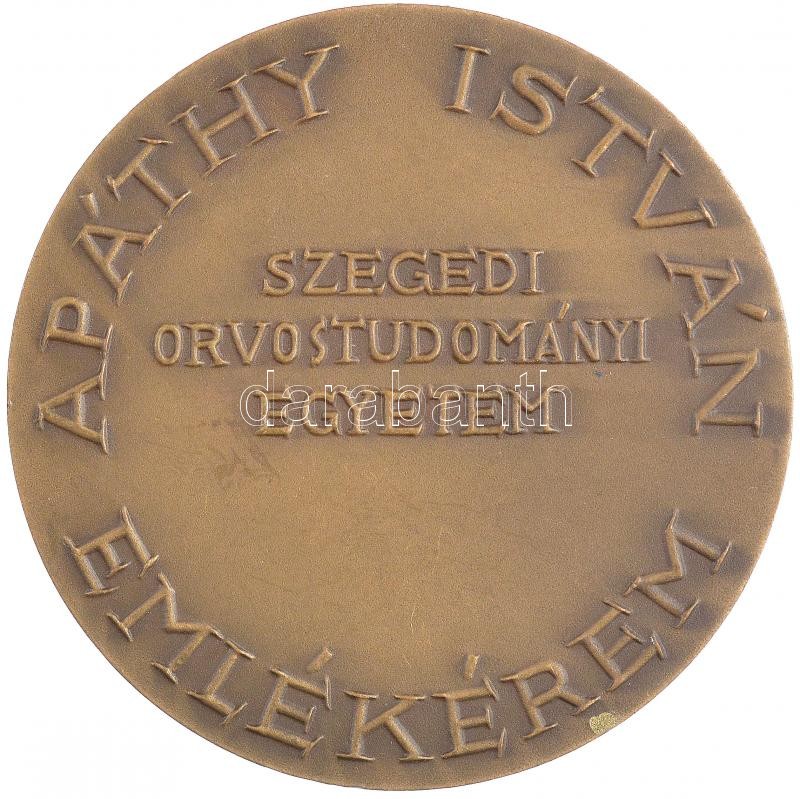 APÁTHY ISTVÁN
SZEGEDI
ORVOSTUDOMÁNYI
EGYETEM
darabanth
EMLÉKÉREM